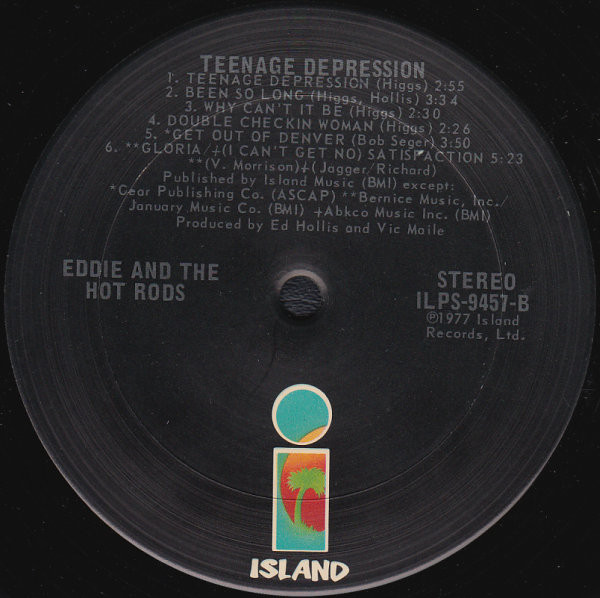 TEENAGE DEPRESSION
1. TEENAGE DEPRESSION (Higgs) 2:55
2. BEEN SO LONG (Higgs, Hollis) 3:34
3. WHY CAN'T IT BE (Higgs) 2:30
4. DOUBLE CHECKIN WOMAN (Higgs) 2:26
5. *GET OUT OF DENVER (Bob Seger) 3:50
6. **GLORIA/‡(I CAN'T GET NO) SATISFACTION 5:23
**(V. Morrison)‡(Jagger/Richard)
Published by Island Music (BMI) except:
*Gear Publishing Co. (ASCAP) **Bernice Music, Inc./
January Music Co. (BMI) ‡Abkco Music Inc. (BMI)
Produced by Ed Hollis and Vic Maile
EDDIE AND THE
HOT RODS
STEREO
ILPS-9457-B
℗1977 Island
Records, Ltd.
i
ISLAND